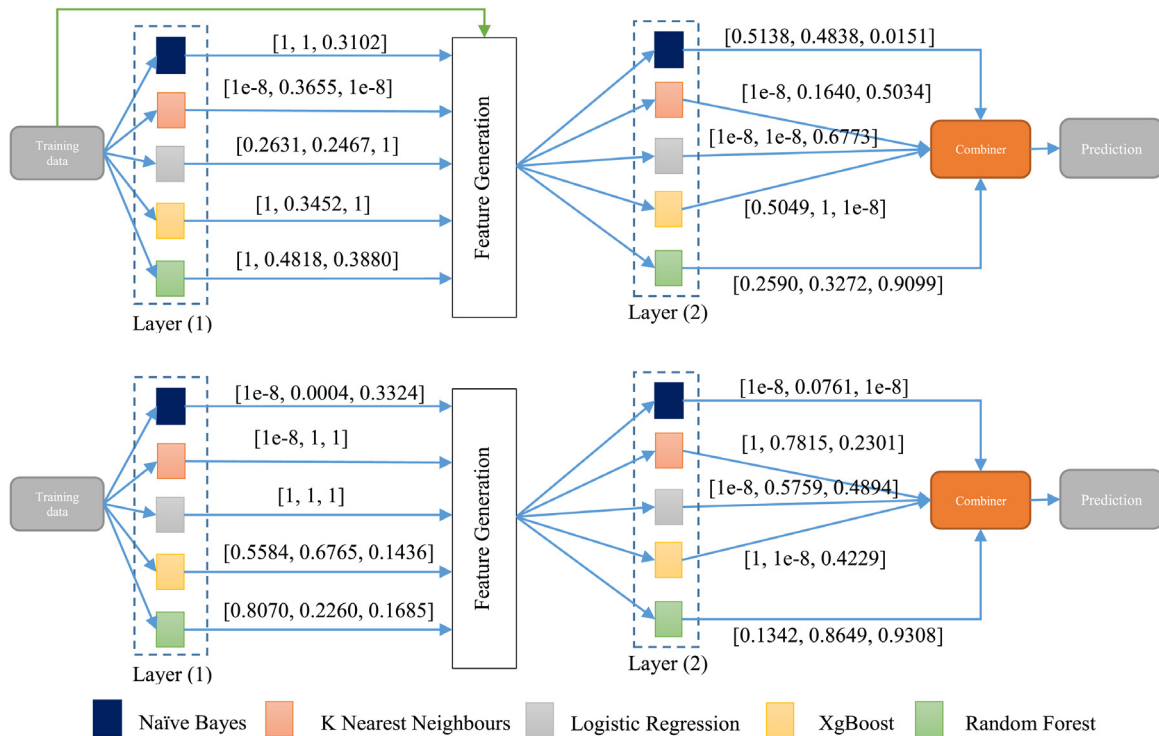 [1, 1, 0.3102]
[1e-8, 0.3655, 1e-8]
[0.2631, 0.2467, 1]
[1, 0.3452, 1]
[1, 0.4818, 0.3880]
Training
data
Layer (1)
Feature Generation
[0.5138, 0.4838, 0.0151]
[1e-8, 0.1640, 0.5034]
[1e-8, 1e-8, 0.6773]
[0.5049, 1, 1e-8]
[0.2590, 0.3272, 0.9099]
Layer (2)
Combiner
Prediction
[1e-8, 0.0004, 0.3324]
[1e-8, 1, 1]
[1, 1, 1]
[0.5584, 0.6765, 0.1436]
[0.8070, 0.2260, 0.1685]
Training
data
Layer (1)
Feature Generation
[1e-8, 0.0761, 1e-8]
[1, 0.7815, 0.2301]
[1e-8, 0.5759, 0.4894]
[1, 1e-8, 0.4229]
[0.1342, 0.8649, 0.9308]
Layer (2)
Combiner
Prediction
Naïve Bayes
K Nearest Neighbours
Logistic Regression
XgBoost
Random Forest